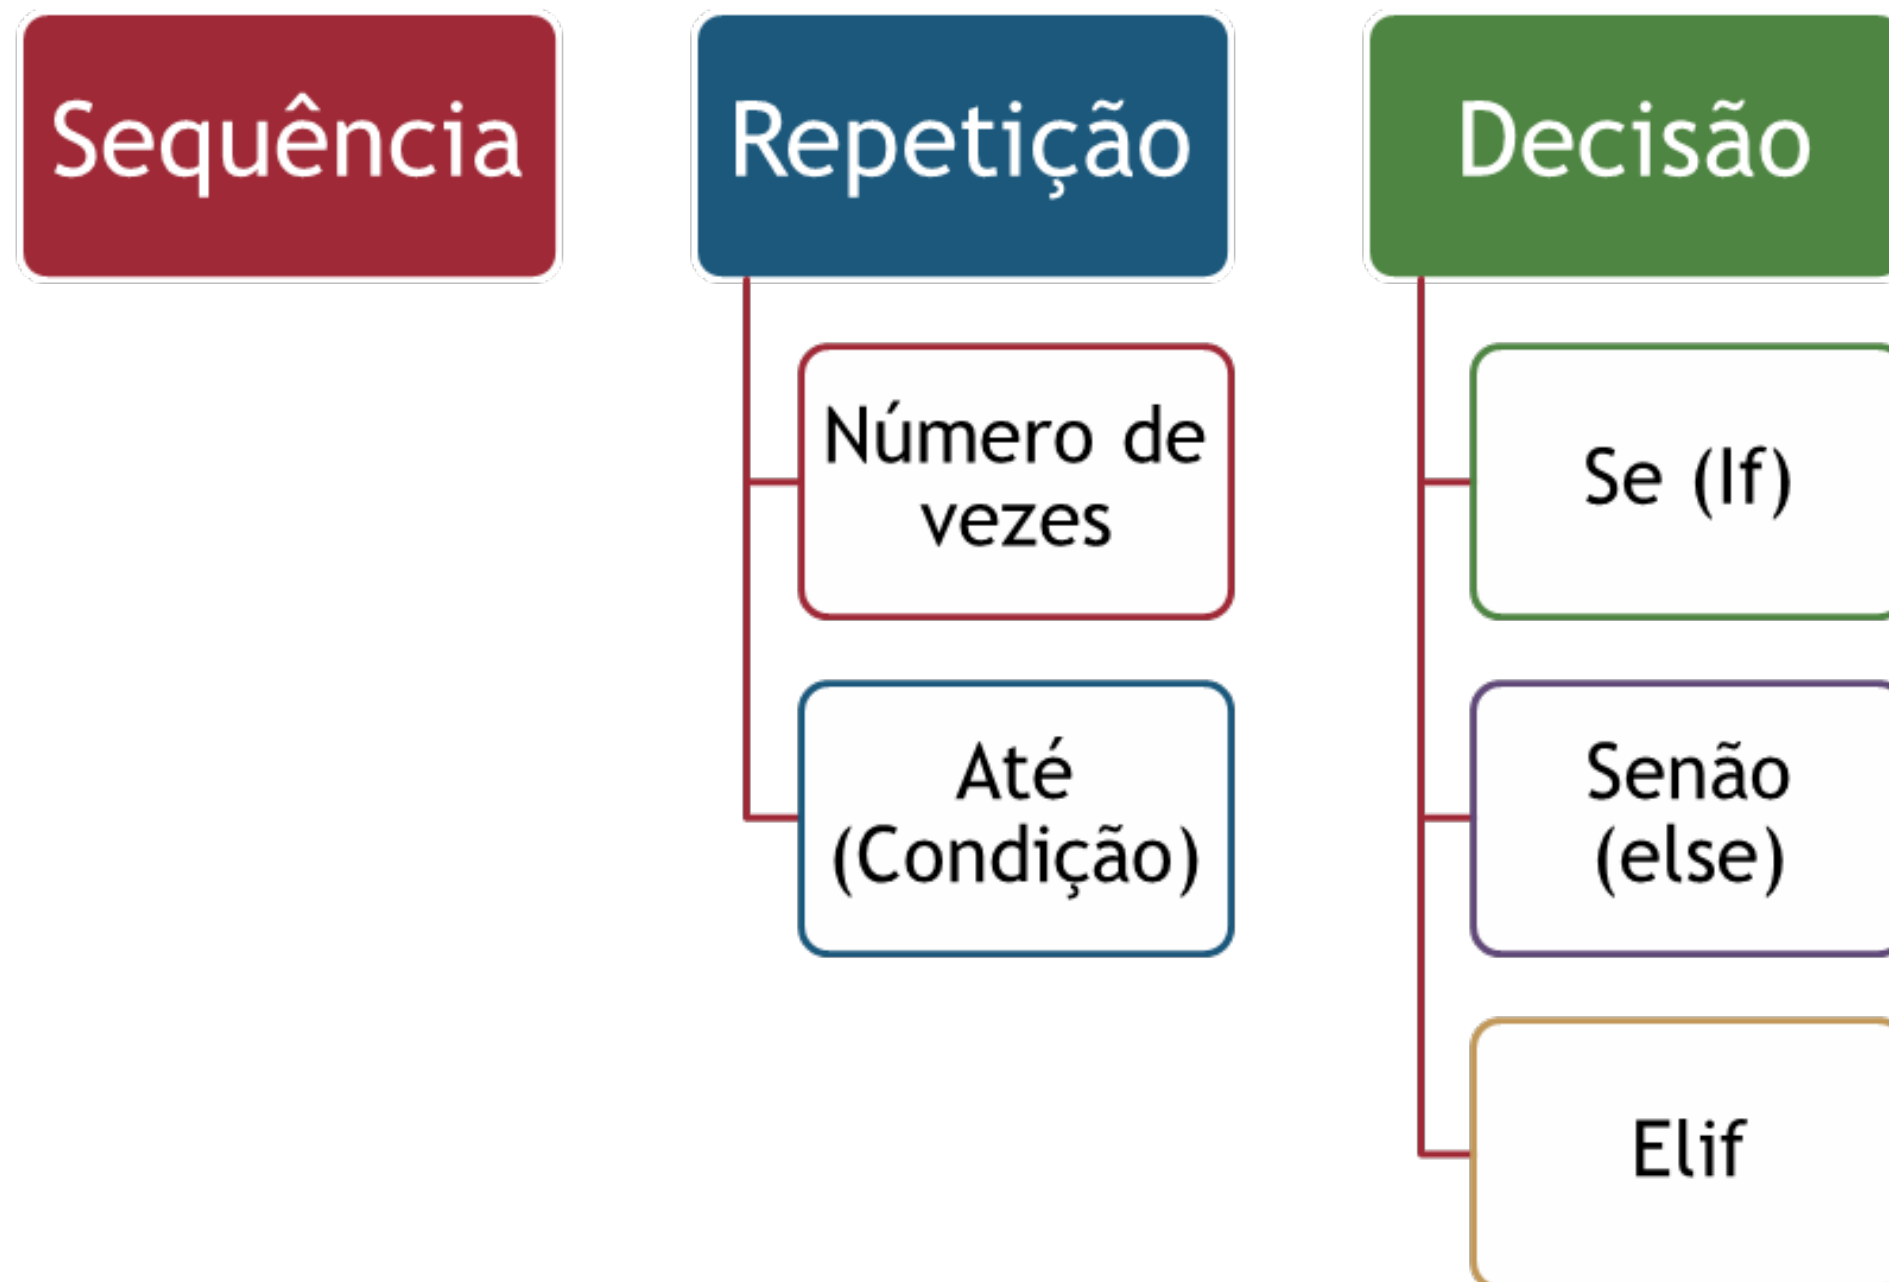 Sequência
Repetição
Número de
vezes
Até
(Condição)
Decisão
Se (If)
Senão
(else)
Elif